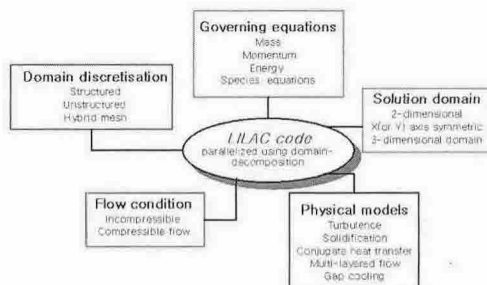 Governing equations
Mass
Momentum
Energy
Species equations
Domain discretisation
Structured
Unstructured
Hybrid mesh
Solution domain
2-dimensional
X(or Y) axis symmetric
3-dimensional domain
LILAC code
parallelized using domain-
decomposition
Flow condition
Incompressible
Compressible flow
Physical models
Turbulence
Solidification
Conjugate heat transfer
Multi-layered flow
Gap cooling